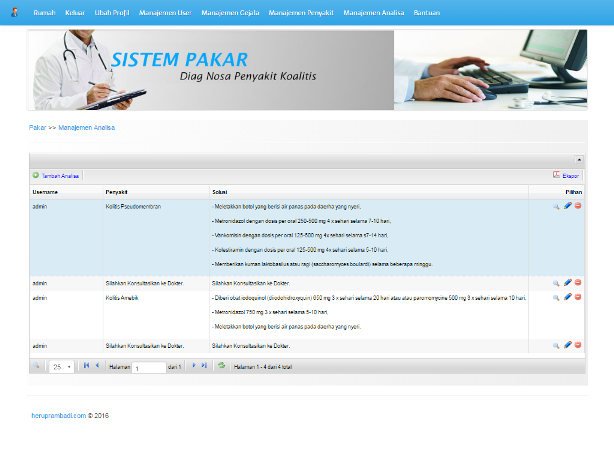 Rumah Keluar Ubah Profil Manajemen User Manajemen Gejala Manajemen Penyakit Manajemen Analisa Bantuan
SISTEM PAKAR
Diag Nosa Penyakit Koalitis
Pakar >> Manajemen Analisa
Tambah Analisa Ekspor
Username Penyakit Solusi Pilihan
admin Kolitis Pseudomembran - Meletakkan botol yang berisi air panas pada daerha yang nyeri.
- Metronidazol dengan dosis per oral 250-500 mg 4 x sehari selama 7-10 hari.
- Vankomisin dengan dosis per oral 125-500 mg 4x sehari selama s7-14 hari.
- Kolestiramin dengan dosis per oral 125-500 mg 4x sehari selama 5-10 hari.
- Memberikan kuman laktobasilus atau ragi (saccharomyces boulardi) selama beberapa minggu.
admin Silahkan Konsultasikan ke Dokter. Silahkan Konsultasikan ke Dokter.
admin Kolitis Amebik - Diberi obat iodoquinol (diiodohidroxyquin) 650 mg 3 x sehari selama 20 hari atau atau paromomycine 500 mg 3 x sehari selama 10 hari.
- Metronidazol 750 mg 3 x sehari selama 5-10 hari.
- Meletakkan botol yang berisi air panas pada daerha yang nyeri.
admin Silahkan Konsultasikan ke Dokter. Silahkan Konsultasikan ke Dokter.
25 Halaman 1 dari 1 Halaman 1 - 4 dari 4 total
heruprambadi.com © 2016